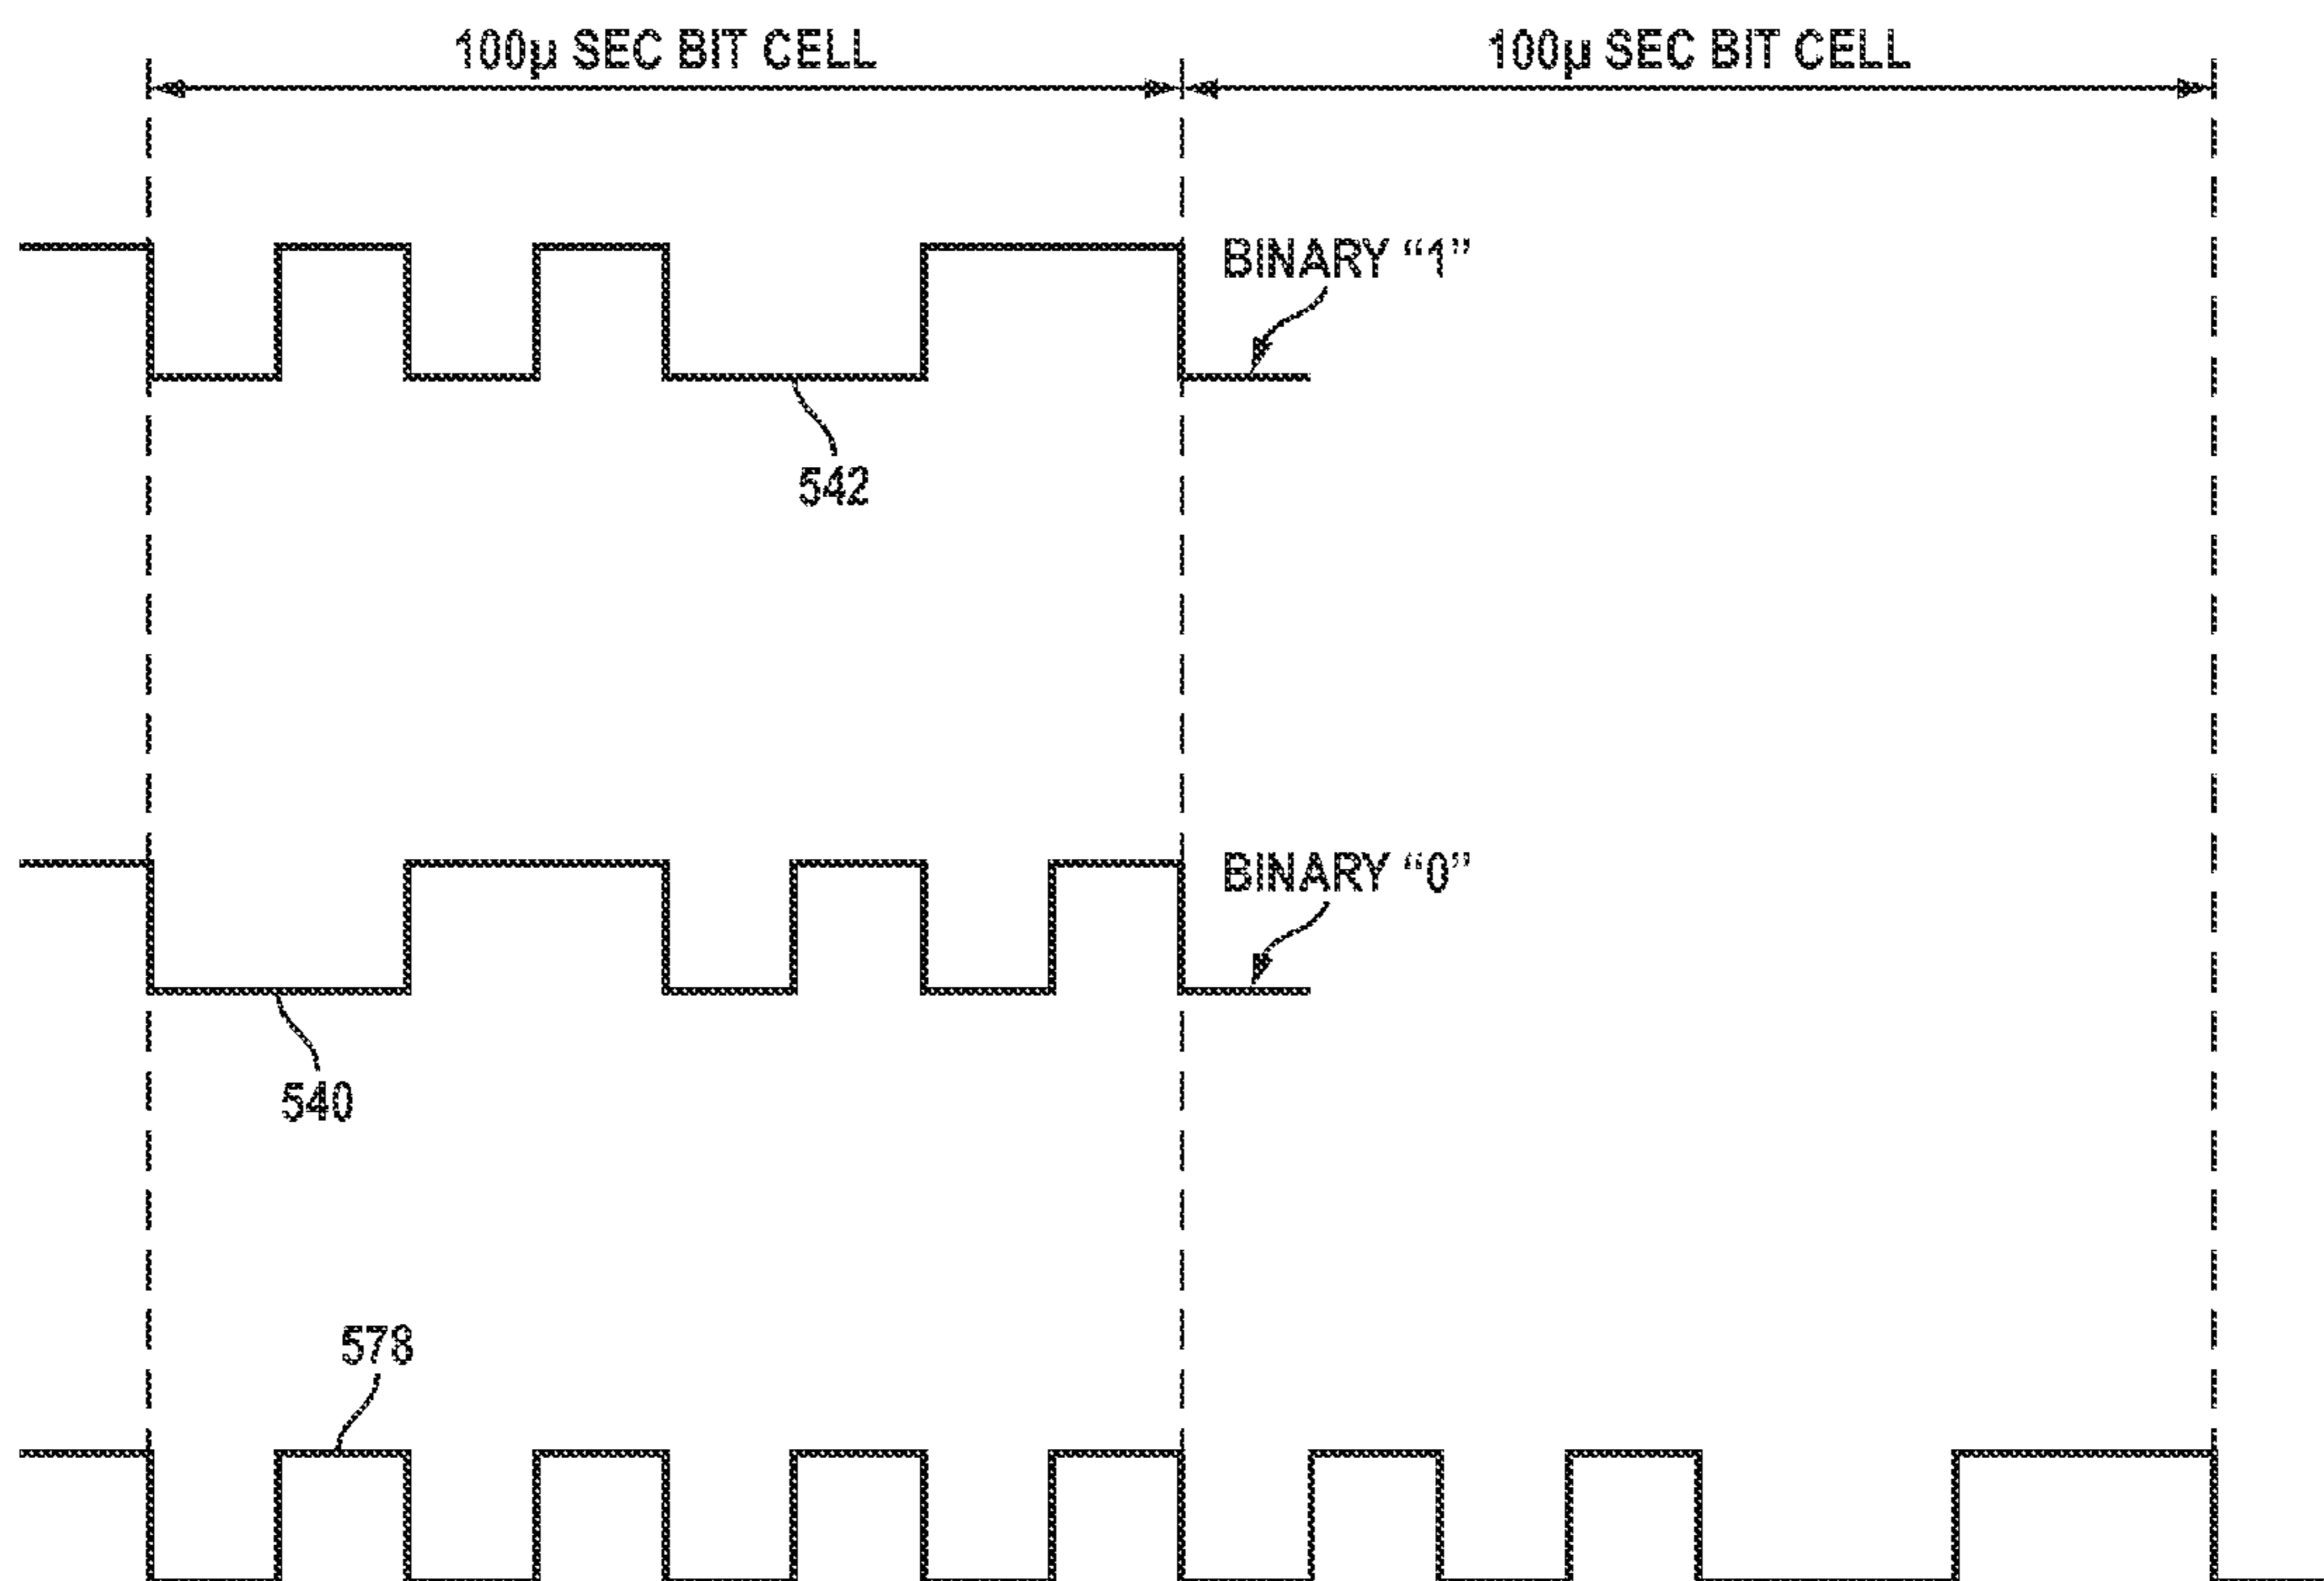 100μ SEC BIT CELL
100μ SEC BIT CELL
BINARY “1”
542
BINARY “0”
540
578